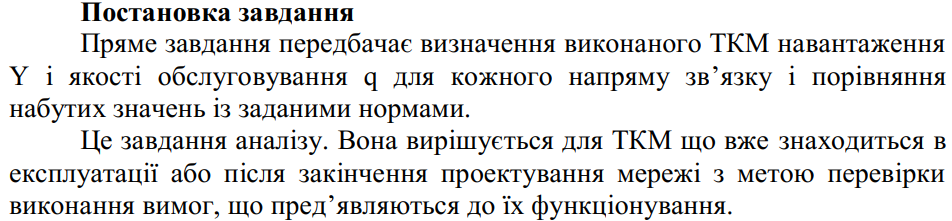 Постановка завдання
Пряме завдання передбачає визначення виконаного ТКМ навантаження
Y і якості обслуговування q для кожного напряму зв’язку і порівняння
набутих значень із заданими нормами.
Це завдання аналізу. Вона вирішується для ТКМ що вже знаходиться в
експлуатації або після закінчення проектування мережі з метою перевірки
виконання вимог, що пред’являються до їх функціонування.